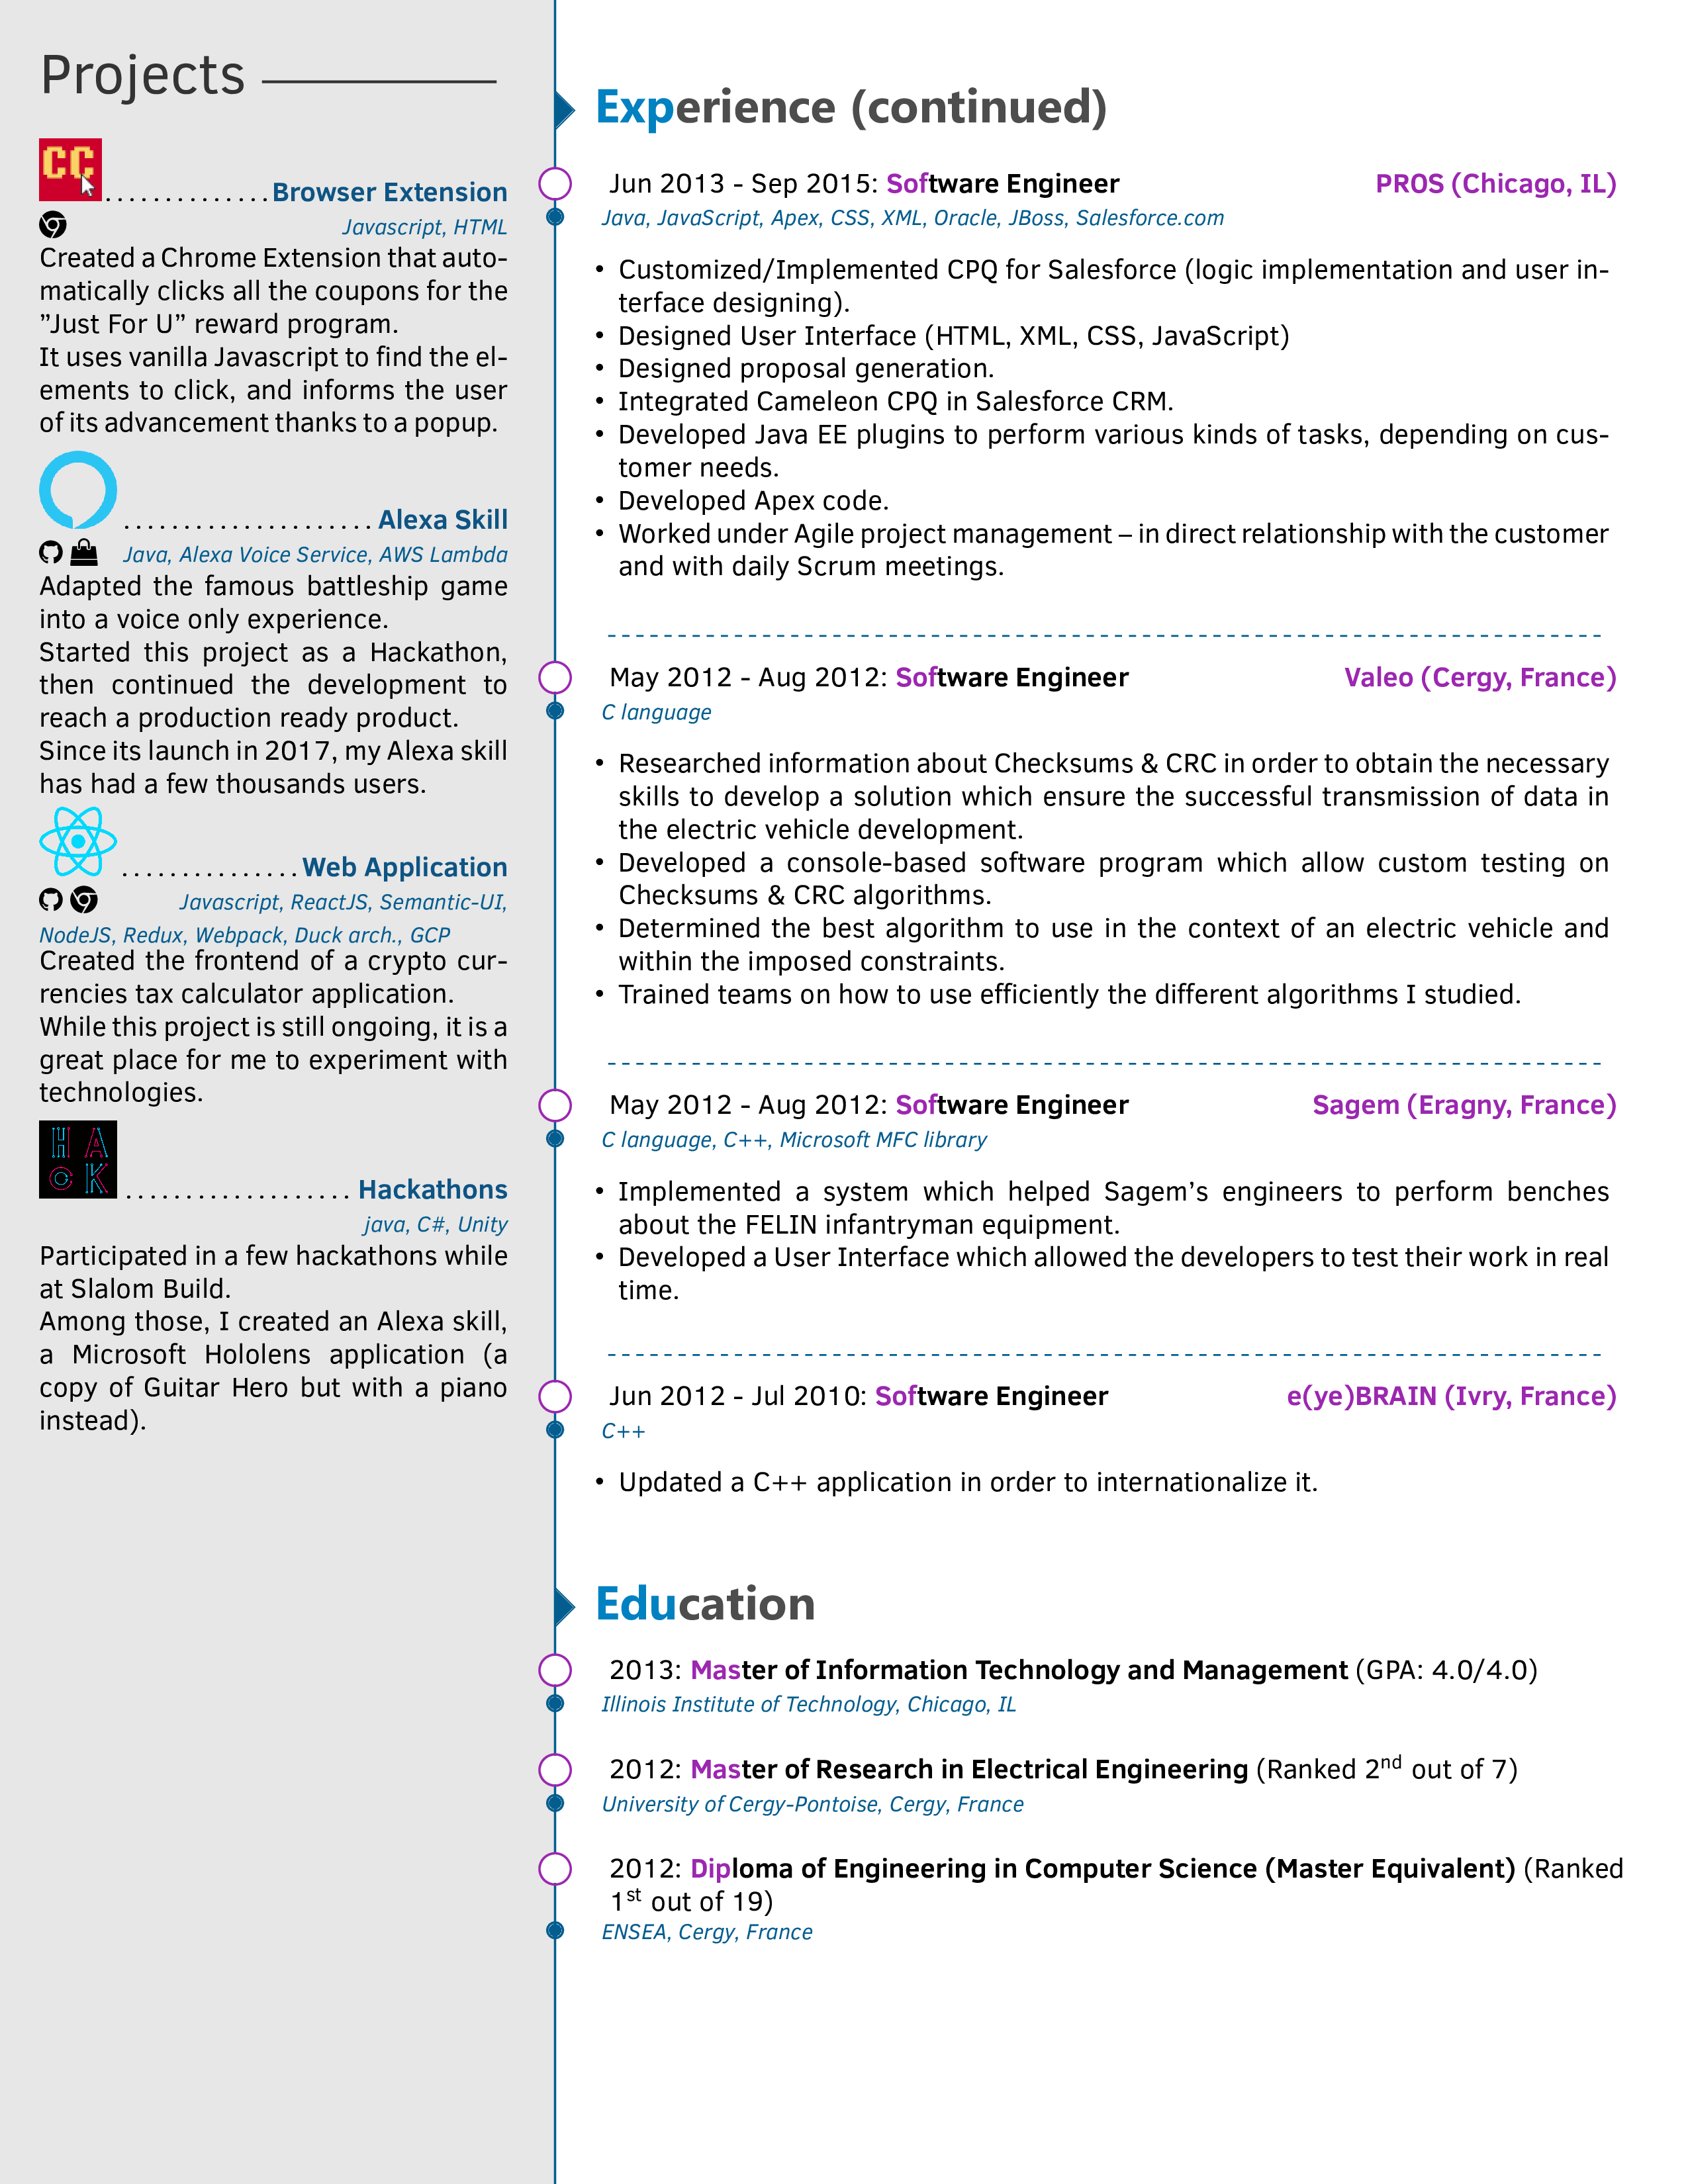 Projects
CC
Browser Extension
Javascript, HTML
Created a Chrome Extension that auto-
matically clicks all the coupons for the
”Just For U” reward program.
It uses vanilla Javascript to find the el-
ements to click, and informs the user
of its advancement thanks to a popup.
Alexa Skill
Java, Alexa Voice Service, AWS Lambda
Adapted the famous battleship game
into a voice only experience.
Started this project as a Hackathon,
then continued the development to
reach a production ready product.
Since its launch in 2017, my Alexa skill
has had a few thousands users.
Web Application
Javascript, ReactJS, Semantic-UI,
NodeJS, Redux, Webpack, Duck arch., GCP
Created the frontend of a crypto cur-
rencies tax calculator application.
While this project is still ongoing, it is a
great place for me to experiment with
technologies.
HA
CK
Hackathons
java, C#, Unity
Participated in a few hackathons while
at Slalom Build.
Among those, I created an Alexa skill,
a Microsoft Hololens application (a
copy of Guitar Hero but with a piano
instead).
Experience (continued)
Jun 2013 - Sep 2015: Software Engineer PROS (Chicago, IL)
Java, JavaScript, Apex, CSS, XML, Oracle, JBoss, Salesforce.com
• Customized/Implemented CPQ for Salesforce (logic implementation and user in-
terface designing).
• Designed User Interface (HTML, XML, CSS, JavaScript)
• Designed proposal generation.
• Integrated Cameleon CPQ in Salesforce CRM.
• Developed Java EE plugins to perform various kinds of tasks, depending on cus-
tomer needs.
• Developed Apex code.
• Worked under Agile project management – in direct relationship with the customer
and with daily Scrum meetings.
May 2012 - Aug 2012: Software Engineer Valeo (Cergy, France)
C language
• Researched information about Checksums & CRC in order to obtain the necessary
skills to develop a solution which ensure the successful transmission of data in
the electric vehicle development.
• Developed a console-based software program which allow custom testing on
Checksums & CRC algorithms.
• Determined the best algorithm to use in the context of an electric vehicle and
within the imposed constraints.
• Trained teams on how to use efficiently the different algorithms I studied.
May 2012 - Aug 2012: Software Engineer Sagem (Eragny, France)
C language, C++, Microsoft MFC library
• Implemented a system which helped Sagem’s engineers to perform benches
about the FELIN infantryman equipment.
• Developed a User Interface which allowed the developers to test their work in real
time.
Jun 2012 - Jul 2010: Software Engineer e(ye)BRAIN (Ivry, France)
C++
• Updated a C++ application in order to internationalize it.
Education
2013: Master of Information Technology and Management (GPA: 4.0/4.0)
Illinois Institute of Technology, Chicago, IL
2012: Master of Research in Electrical Engineering (Ranked 2nd out of 7)
University of Cergy-Pontoise, Cergy, France
2012: Diploma of Engineering in Computer Science (Master Equivalent) (Ranked
1st out of 19)
ENSEA, Cergy, France